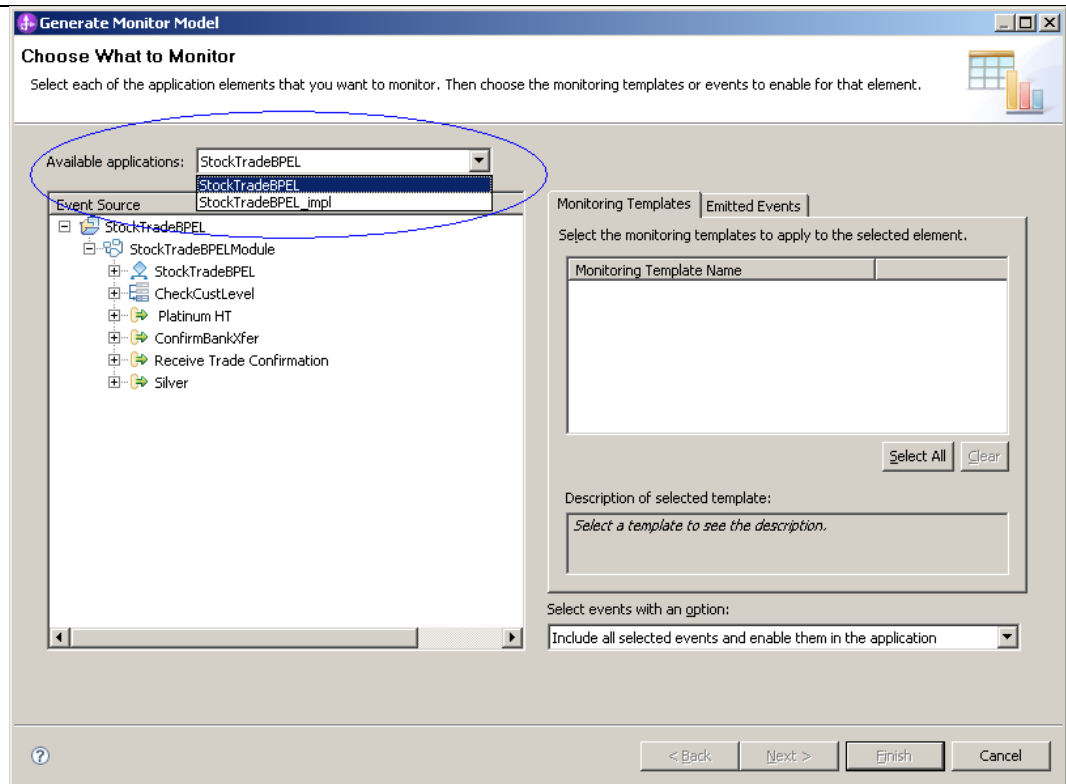 Generate Monitor Model
Choose What to Monitor
Select each of the application elements that you want to monitor. Then choose the monitoring templates or events to enable for that element.
Available applications: StockTradeBPEL
StockTradeBPEL
StockTradeBPEL_impl
Event Source
StockTradeBPEL
StockTradeBPELModule
StockTradeBPEL
CheckCustLevel
Platinum HT
ConfirmBankXfer
Receive Trade Confirmation
Silver
Monitoring Templates Emitted Events
Select the monitoring templates to apply to the selected element.
Monitoring Template Name
Select All Clear
Description of selected template:
Select a template to see the description.
Select events with an option:
Include all selected events and enable them in the application
? < Back Next > Finish Cancel